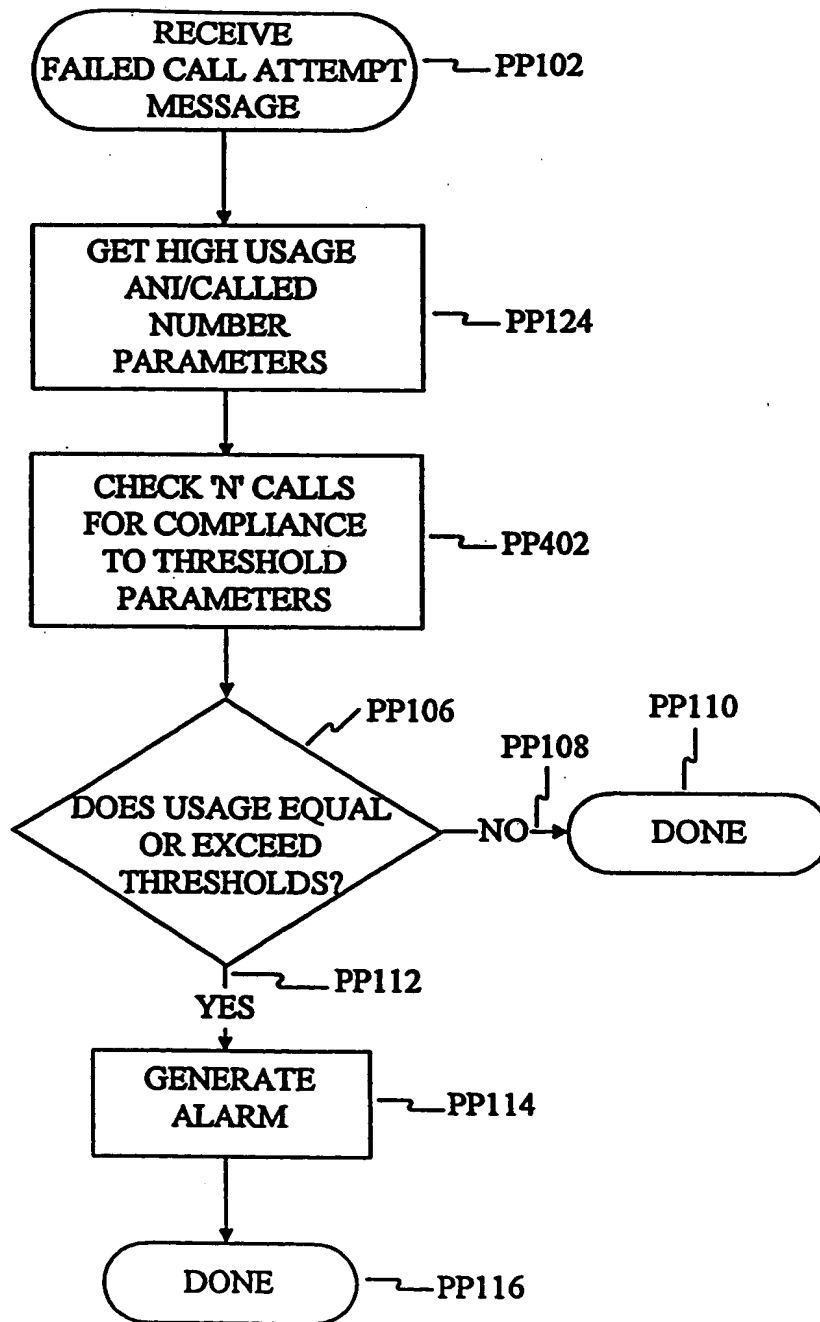 RECEIVE
FAILED CALL ATTEMPT
MESSAGE
PP102
GET HIGH USAGE
ANI/CALLED
NUMBER
PARAMETERS
PP124
CHECK 'N' CALLS
FOR COMPLIANCE
TO THRESHOLD
PARAMETERS
PP402
PP106
DOES USAGE EQUAL
OR EXCEED
THRESHOLDS?
PP108
NO
PP110
DONE
PP112
YES
GENERATE
ALARM
PP114
DONE
PP116